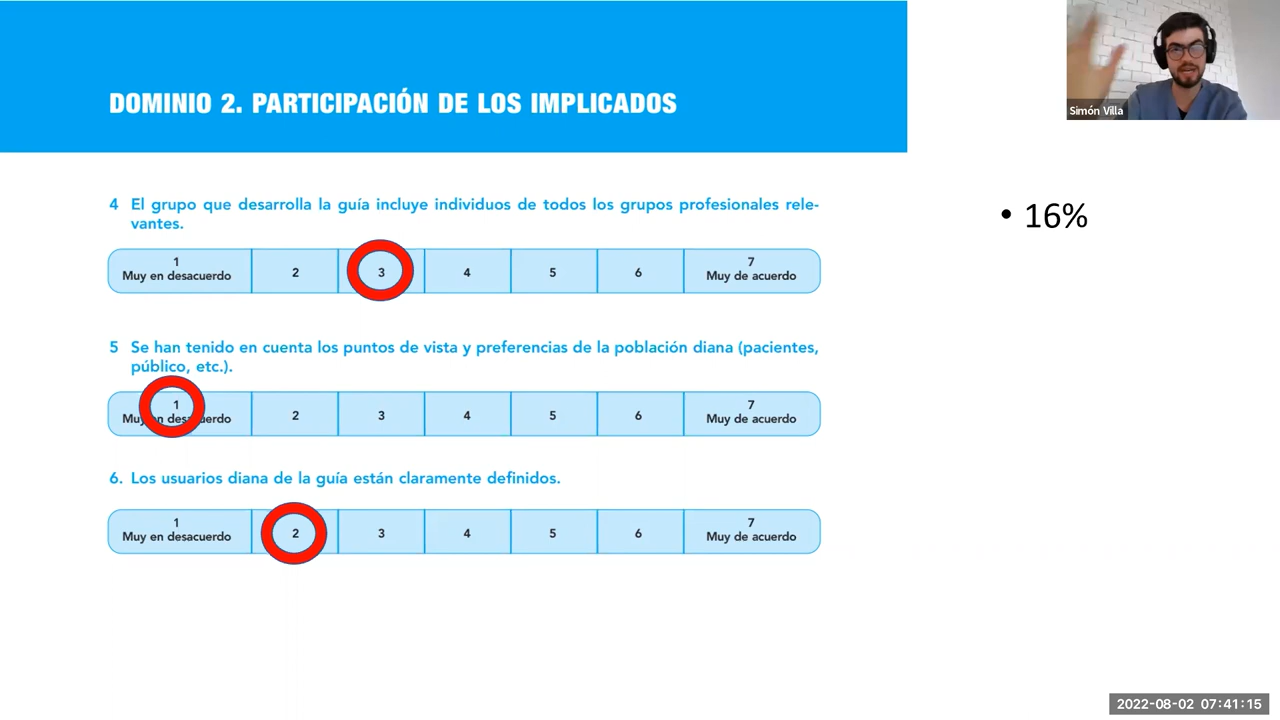 DOMINIO 2. PARTICIPACIÓN DE LOS IMPLICADOS
Simón Villa
• 16%
4 El grupo que desarrolla la guía incluye individuos de todos los grupos profesionales rele-
vantes.
1 2 3 4 5 6 7
Muy en desacuerdo Muy de acuerdo
5 Se han tenido en cuenta los puntos de vista y preferencias de la población diana (pacientes,
público, etc.).
1 2 3 4 5 6 7
Muy en desacuerdo Muy de acuerdo
6. Los usuarios diana de la guía están claramente definidos.
1 2 3 4 5 6 7
Muy en desacuerdo Muy de acuerdo
2022-08-02 07:41:15